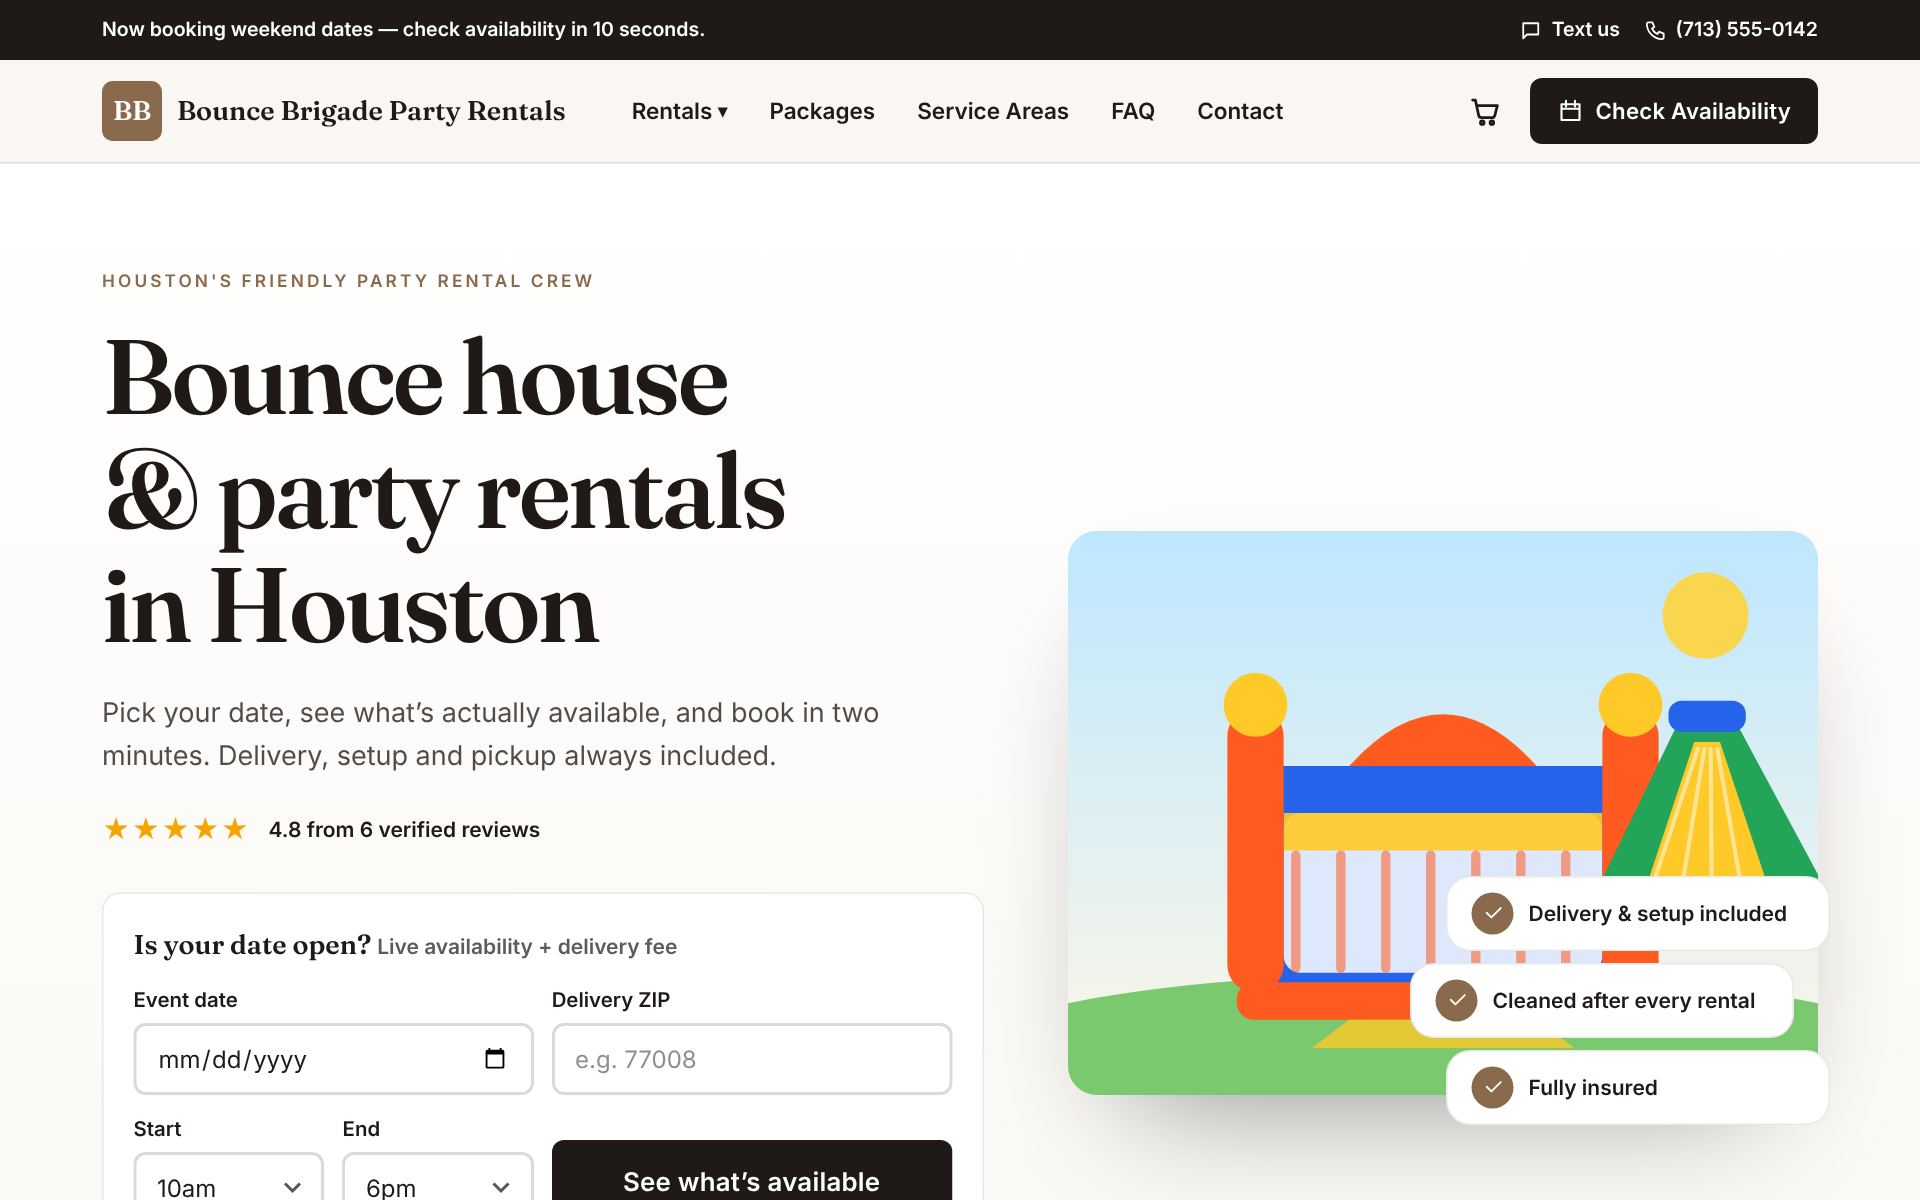 Now booking weekend dates — check availability in 10 seconds.
Text us
(713) 555-0142
BB
Bounce Brigade Party Rentals
Rentals ▾
Packages
Service Areas
FAQ
Contact
Check Availability
HOUSTON'S FRIENDLY PARTY RENTAL CREW
Bounce house
& party rentals
in Houston
Pick your date, see what’s actually available, and book in two
minutes. Delivery, setup and pickup always included.
★★★★★ 4.8 from 6 verified reviews
Is your date open? Live availability + delivery fee
Event date
Delivery ZIP
mm/dd/yyyy
e.g. 77008
Start
End
10am
6pm
See what’s available
Delivery & setup included
Cleaned after every rental
Fully insured